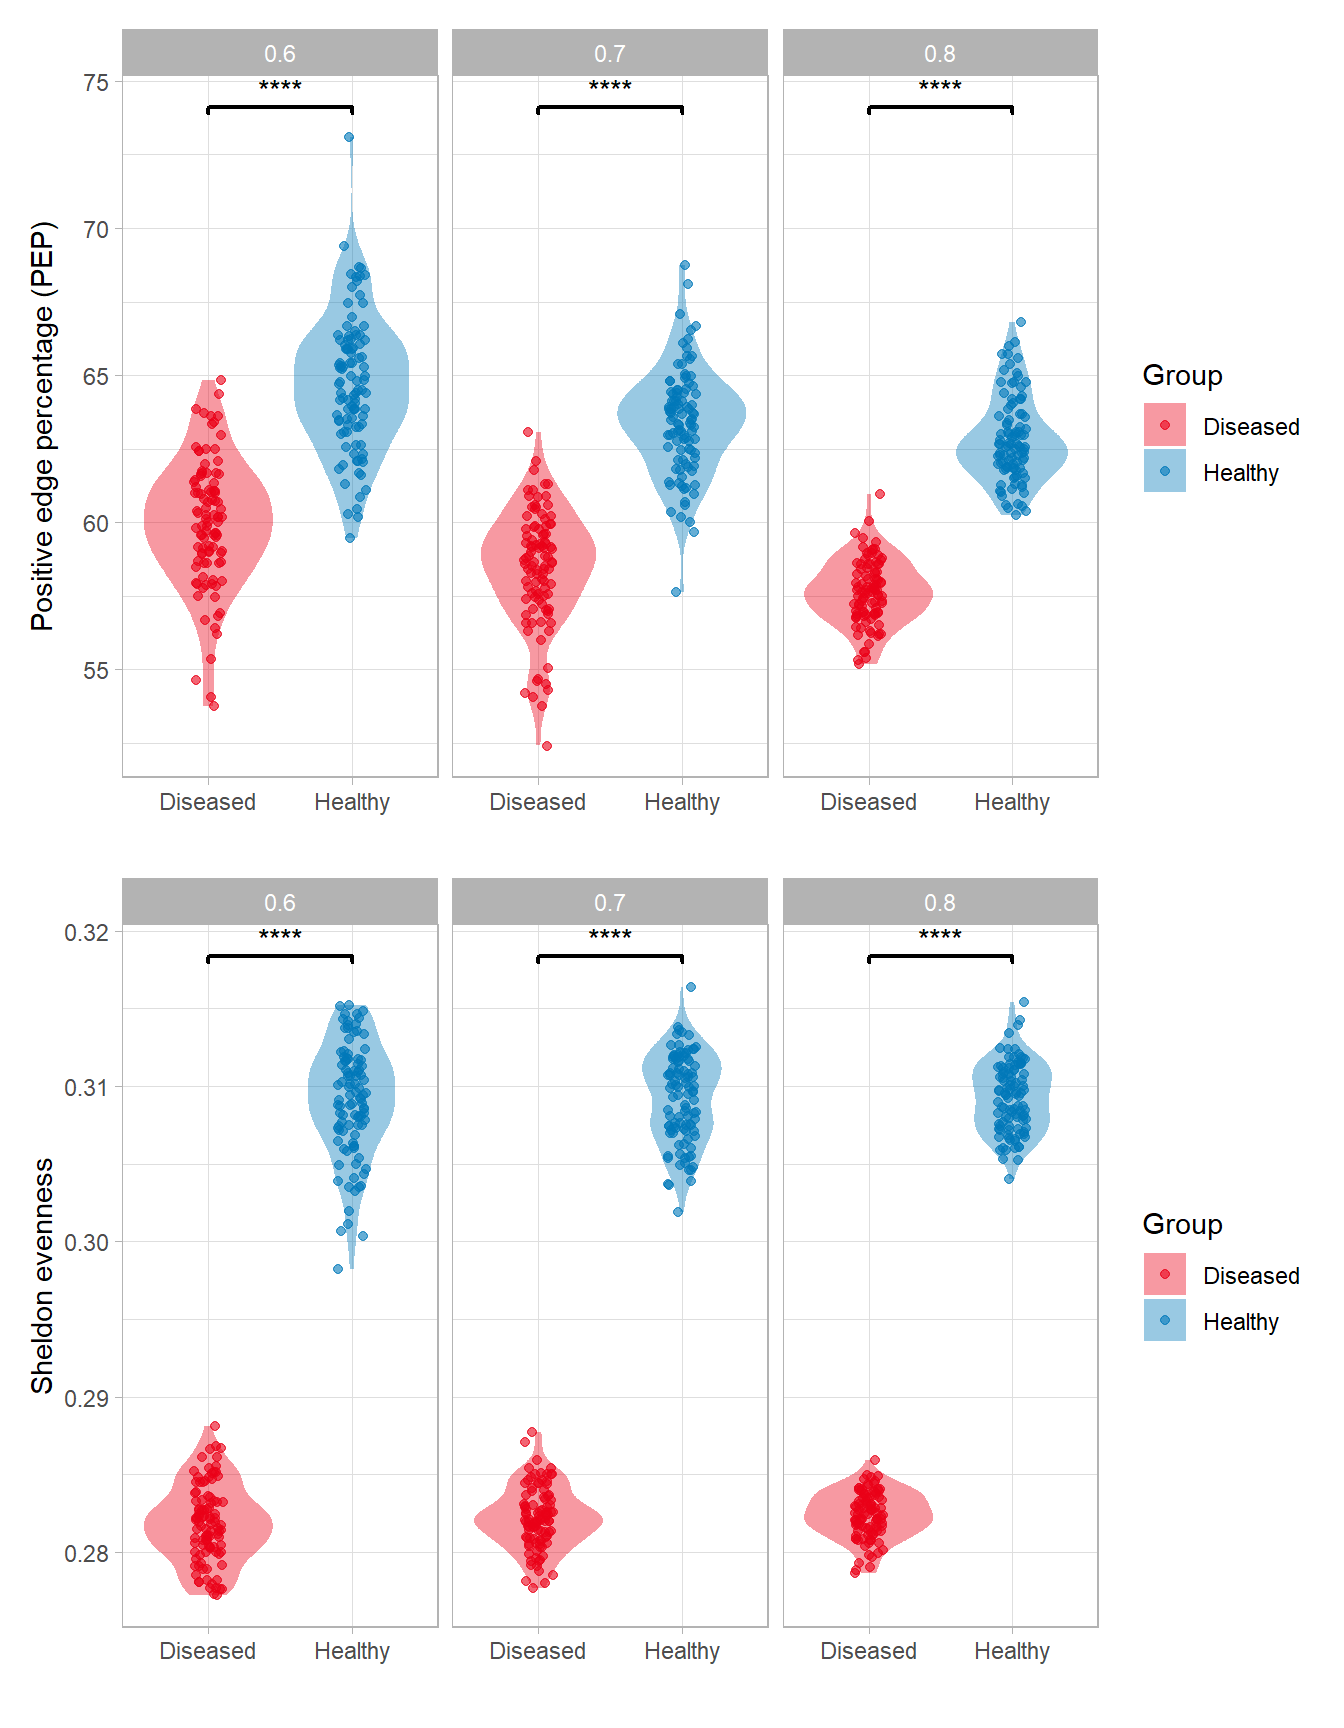 0.6 0.7 0.8
**** **** ****
75
70
65
60
55
Positive edge percentage (PEP)
Diseased Healthy Diseased Healthy Diseased Healthy
Group
Diseased
Healthy
0.6 0.7 0.8
**** **** ****
0.32
0.31
0.30
0.29
0.28
Sheldon evenness
Diseased Healthy Diseased Healthy Diseased Healthy
Group
Diseased
Healthy